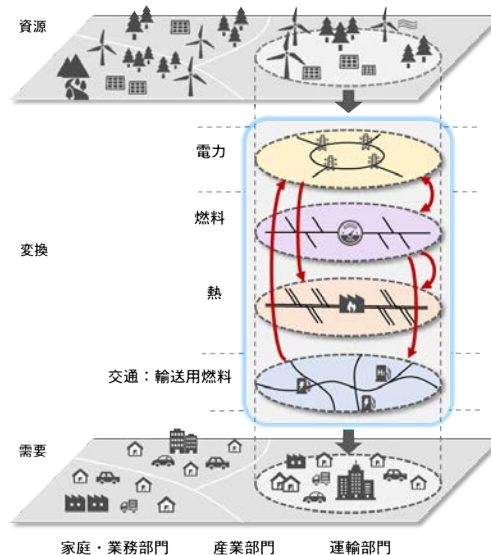 資源
電力
燃料
変換
熱
交通：輸送用燃料
H₂
需要
家庭・業務部門
産業部門
運輸部門